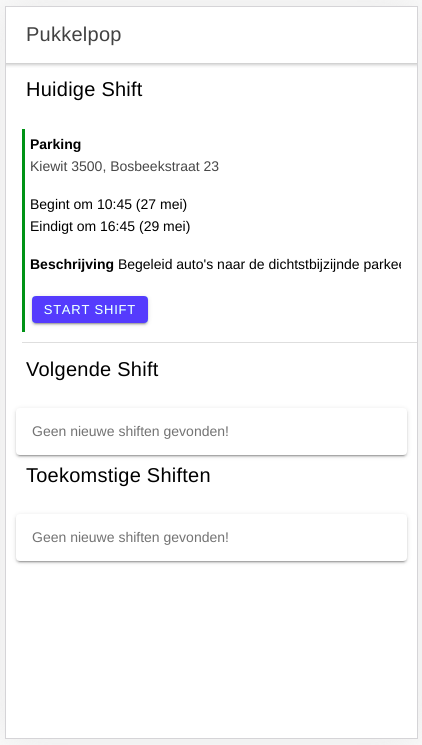 Pukkelpop
Huidige Shift
Parking
Kiewit 3500, Bosbeekstraat 23
Begint om 10:45 (27 mei)
Eindigt om 16:45 (29 mei)
Beschrijving Begeleid auto's naar de dichtstbijzijnde
START SHIFT
Volgende Shift
Geen nieuwe shiften gevonden!
Toekomstige Shiften
Geen nieuwe shiften gevonden!